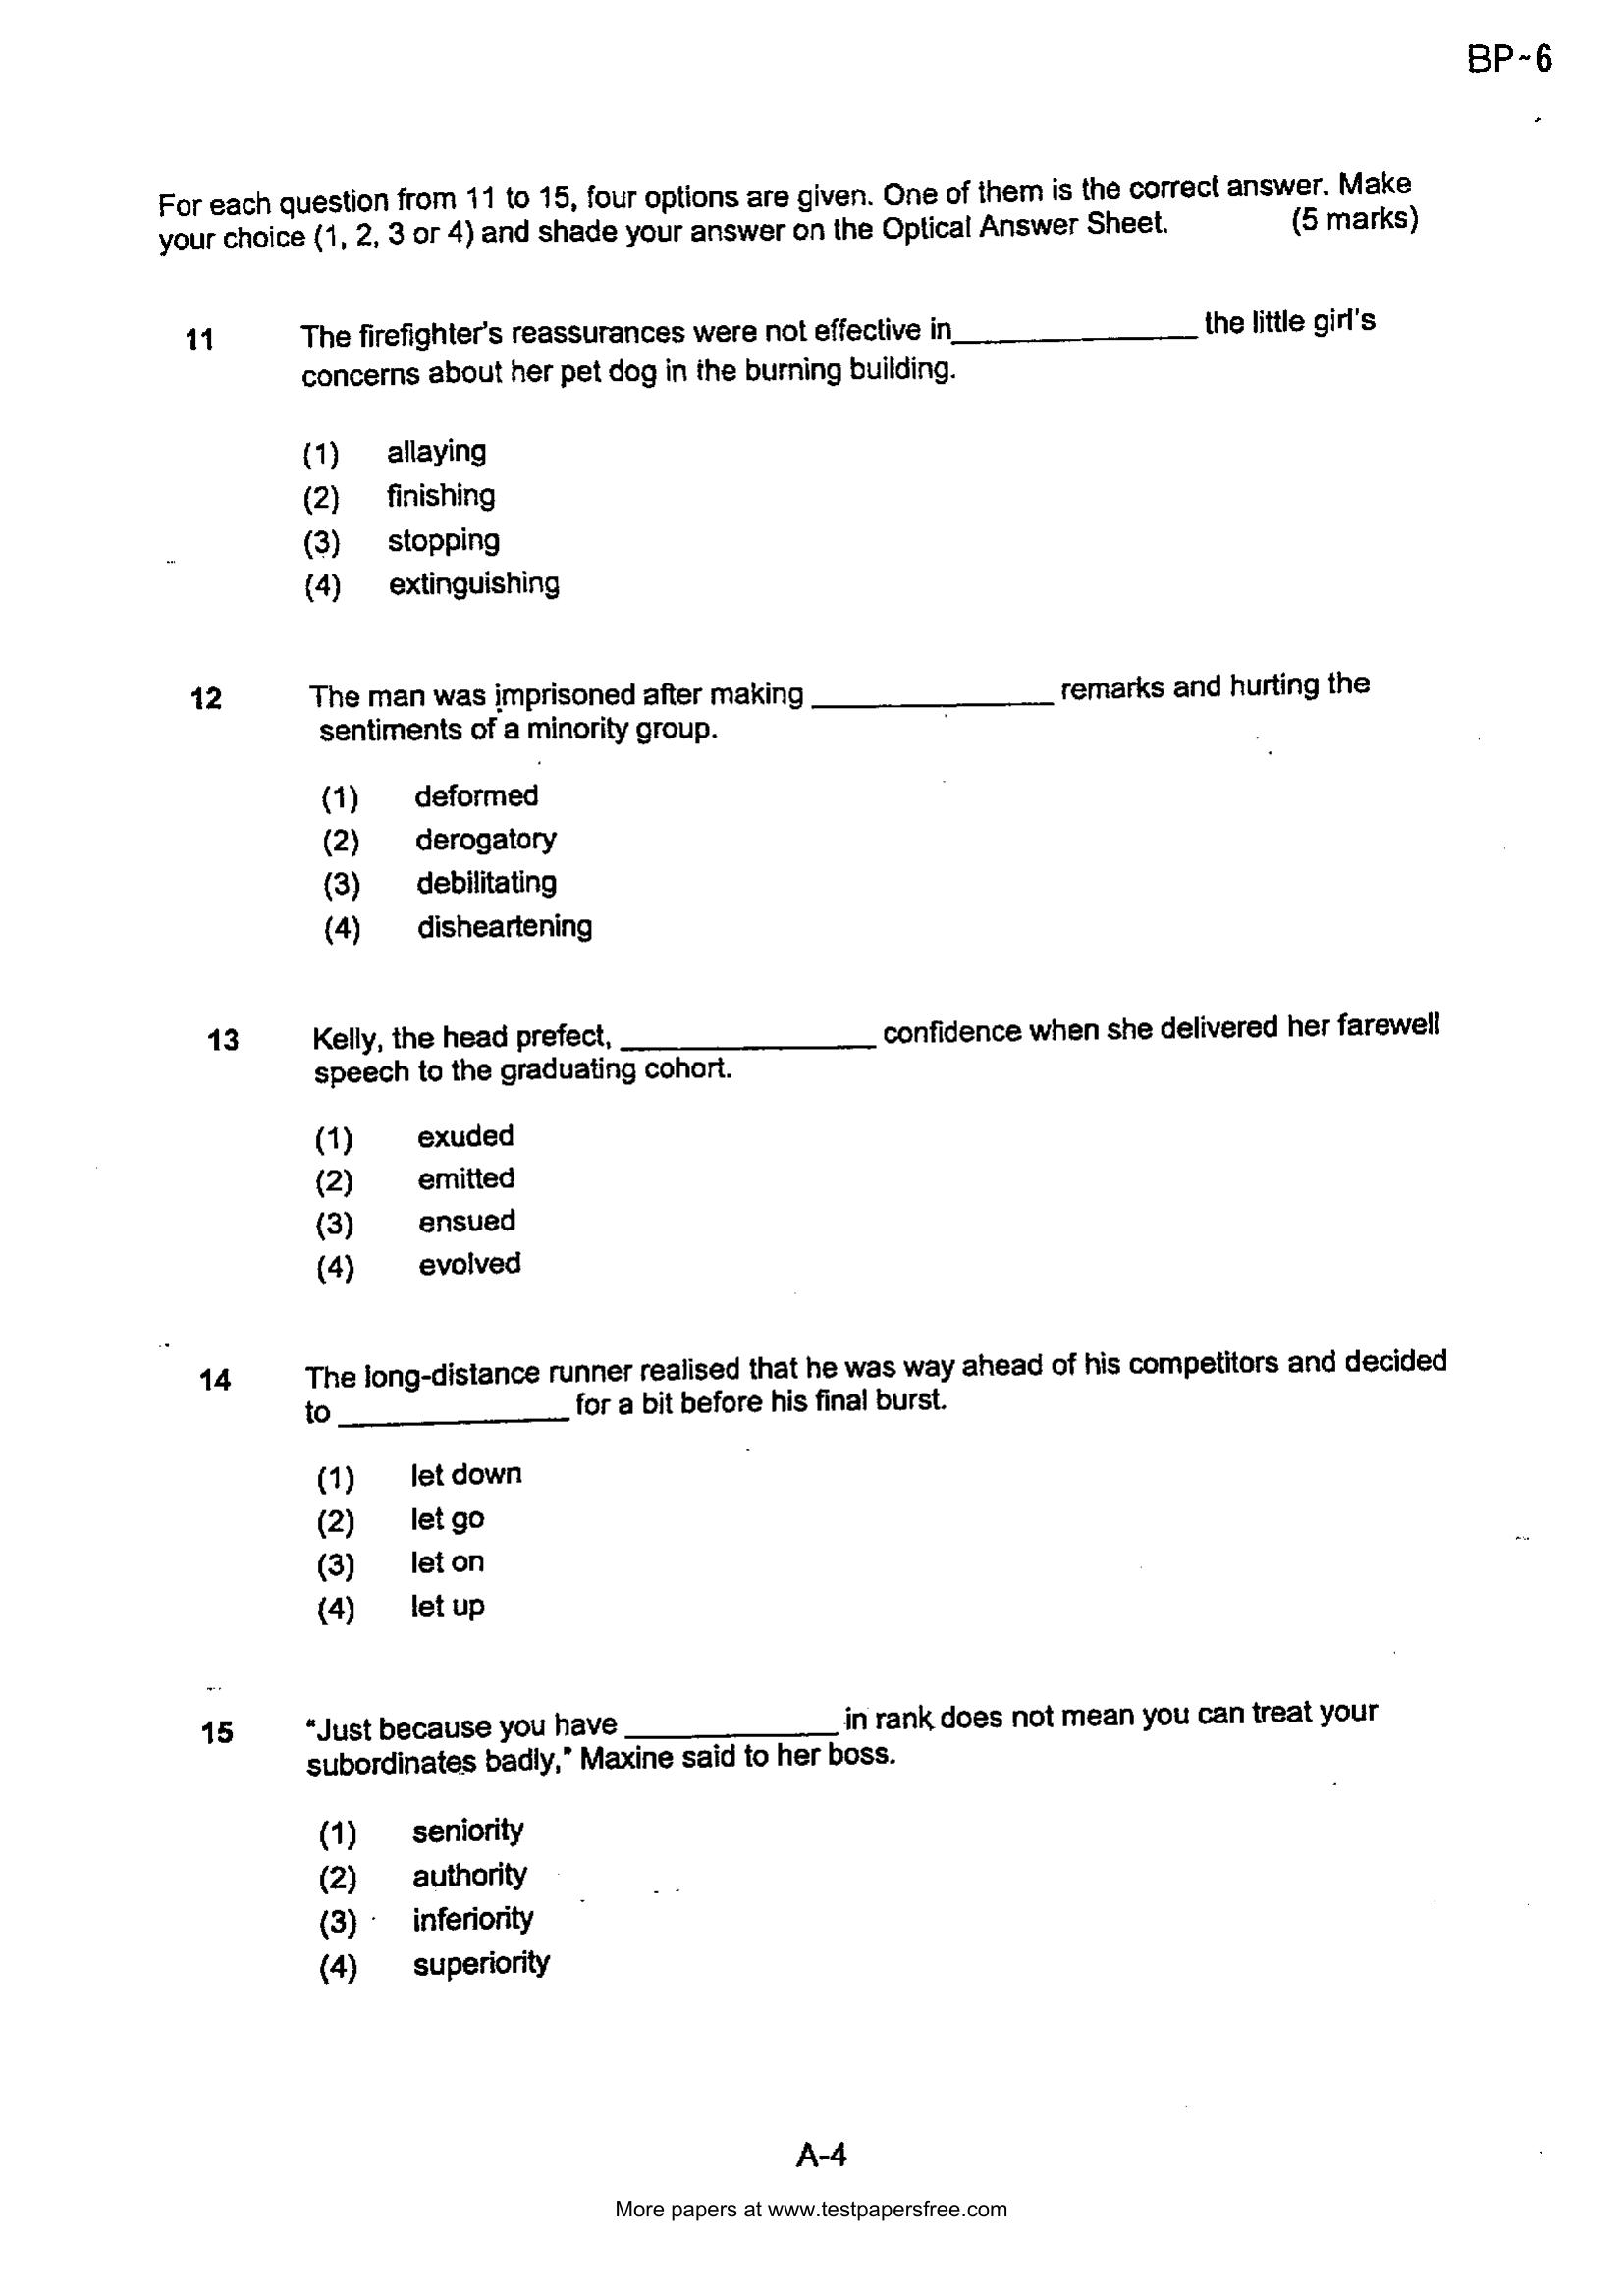 BP~6
For each question from 11 to 15, four options are given. One of them is the correct answer. Make
your choice (1, 2, 3 or 4) and shade your answer on the Optical Answer Sheet. (5 marks)
11 The firefighter's reassurances were not effective in______________ the little girl's
concerns about her pet dog in the burning building.
(1) allaying
(2) finishing
(3) stopping
(4) extinguishing
12 The man was imprisoned after making ______________ remarks and hurting the
sentiments of a minority group.
(1) deformed
(2) derogatory
(3) debilitating
(4) disheartening
13 Kelly, the head prefect, ______________ confidence when she delivered her farewell
speech to the graduating cohort.
(1) exuded
(2) emitted
(3) ensued
(4) evolved
14 The long-distance runner realised that he was way ahead of his competitors and decided
to ______________ for a bit before his final burst.
(1) let down
(2) let go
(3) let on
(4) let up
15 "Just because you have ______________ in rank does not mean you can treat your
subordinates badly," Maxine said to her boss.
(1) seniority
(2) authority
(3) inferiority
(4) superiority
A-4
More papers at www.testpapersfree.com